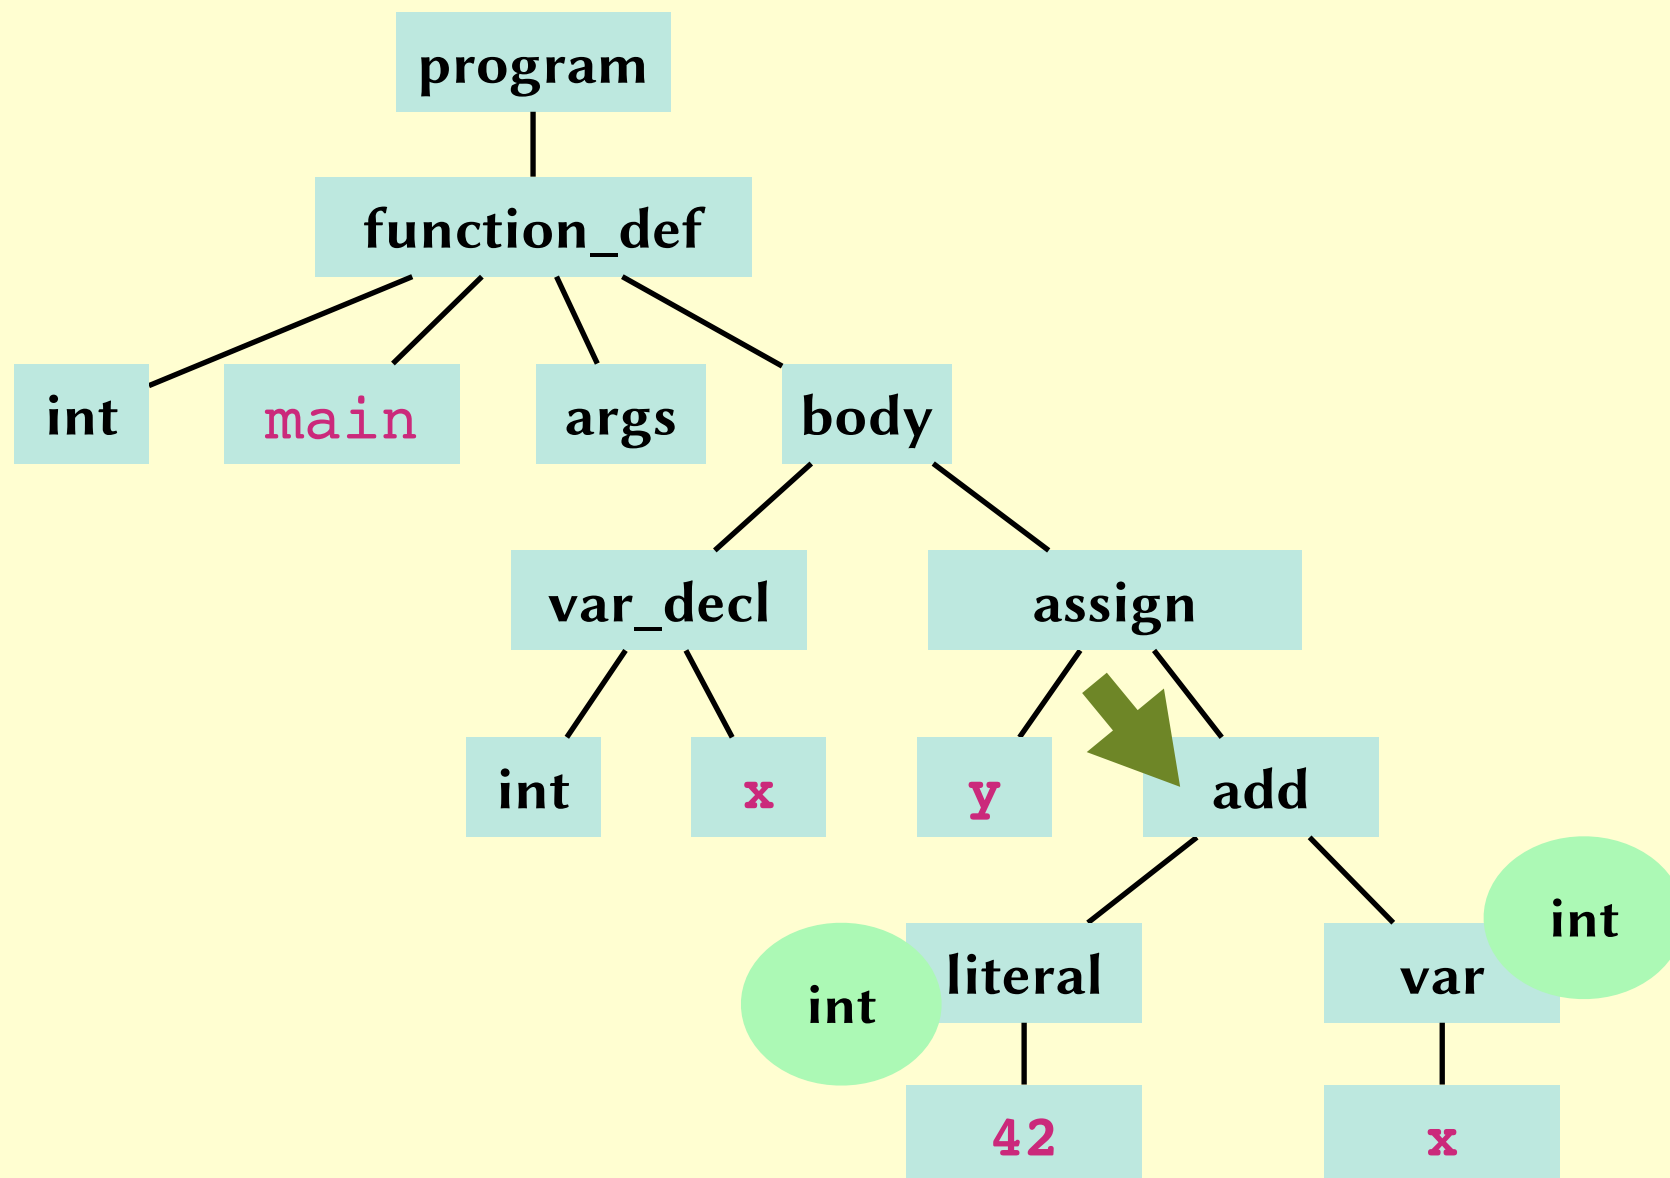 program
function_def
int main args body
var_decl assign
int x y add
int literal var int
42 x